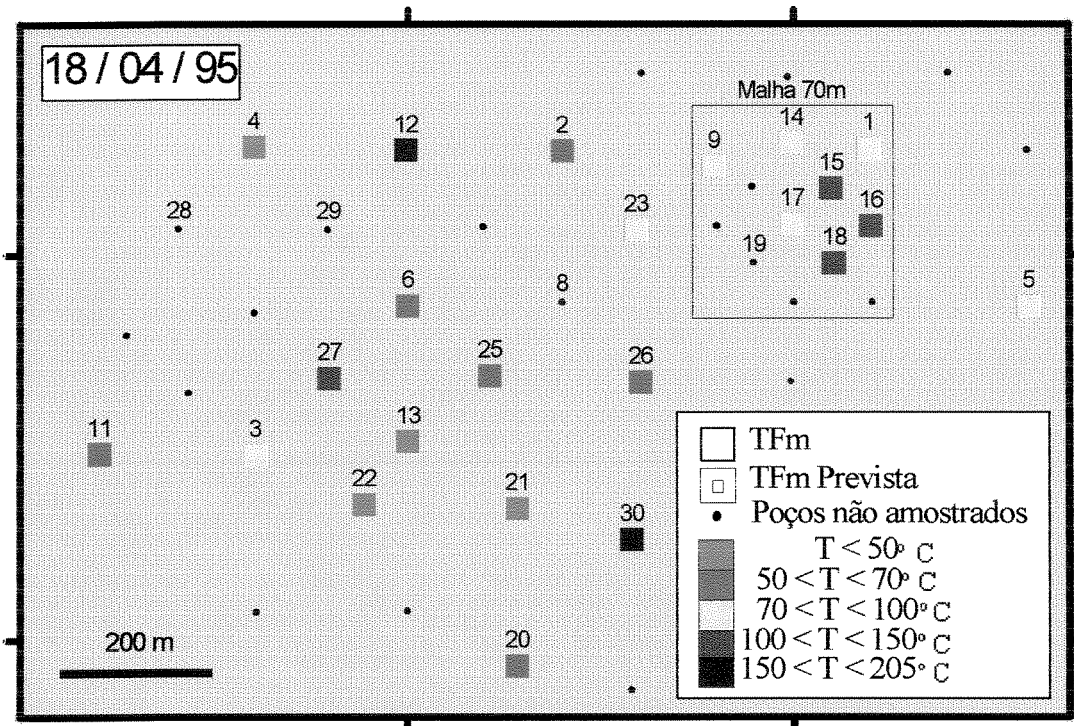 18 / 04 / 95
Malha 70m
4
12
2
14
1
9
15
28
29
23
17
16
19
18
6
8
5
27
25
26
11
3
13
22
21
30
20
200 m
TFm
TFm Prevista
Poços não amostrados
T < 50° C
50 < T < 70° C
70 < T < 100° C
100 < T < 150° C
150 < T < 205° C